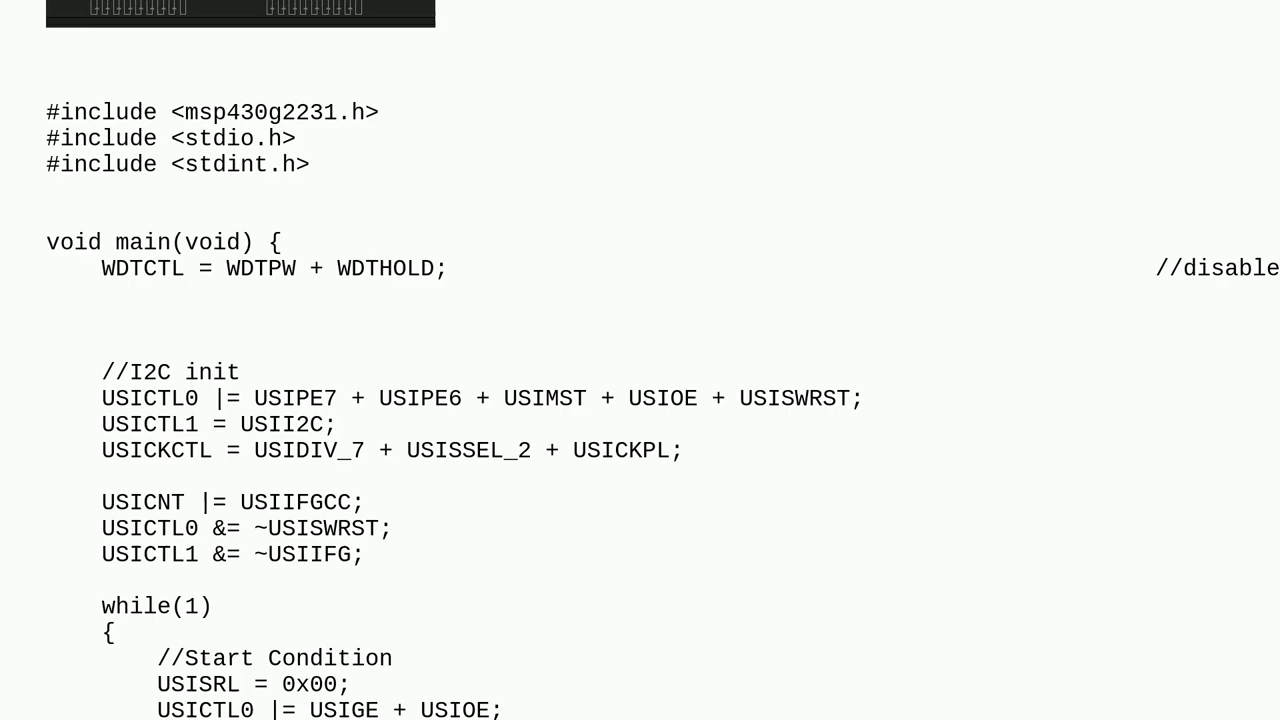 #include <msp430g2231.h>
#include <stdio.h>
#include <stdint.h>
void main(void) {
WDTCTL = WDTPW + WDTHOLD; //disable
//I2C init
USICTL0 |= USIPE7 + USIPE6 + USIMST + USIOE + USISWRST;
USICTL1 = USII2C;
USICKCTL = USIDIV_7 + USISSEL_2 + USICKPL;
USICNT |= USIIFGCC;
USICTL0 &= ~USISWRST;
USICTL1 &= ~USIIFG;
while(1)
{
//Start Condition
USISRL = 0x00;
USICTL0 |= USIGE + USIOE;